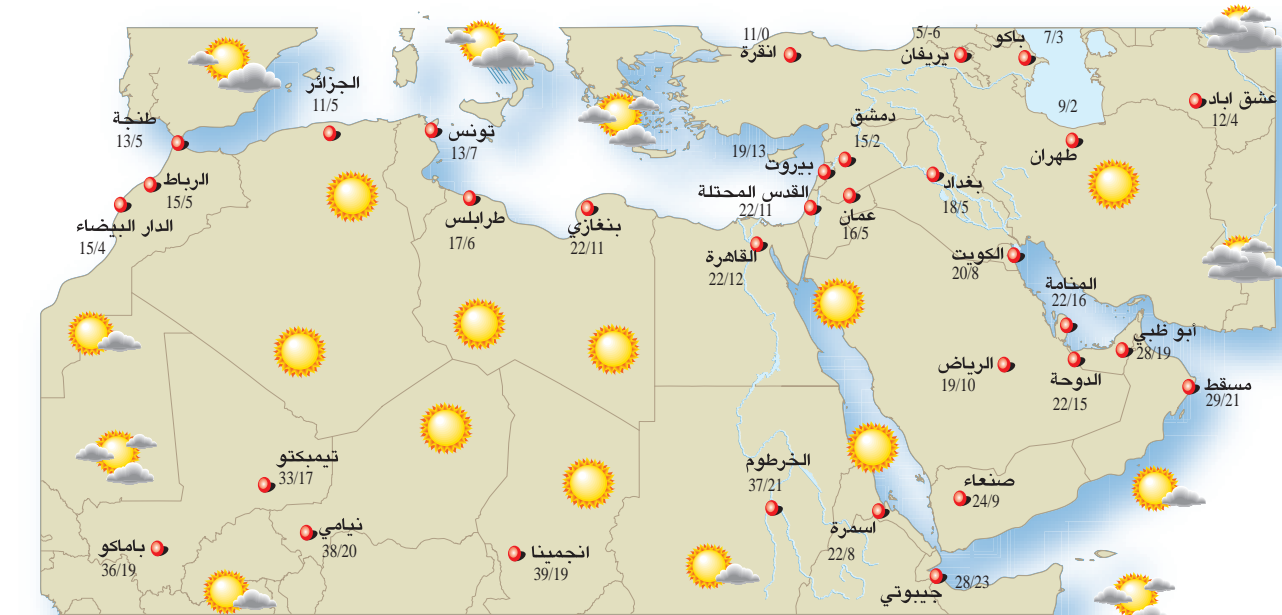 11/0
انقرة
5/-6
يريفان
باكو
7/3
9/2
عشق اباد
12/4
الجزائر
11/5
طنجة
13/5
تونس
13/7
دمشق
15/2
طهران
19/13
بيروت
الرباط
15/5
الدار البيضاء
15/4
طرابلس
17/6
بنغازي
22/11
القدس المحتلة
22/11
عمان
16/5
بغداد
18/5
القاهرة
22/12
الكويت
20/8
المنامة
22/16
أبو ظبي
28/19
الرياض
19/10
الدوحة
22/15
مسقط
29/21
تيمبكتو
33/17
الخرطوم
37/21
صنعاء
24/9
نيامي
38/20
باماكو
36/19
انجمينا
39/19
اسمرة
22/8
28/23
جيبوتي